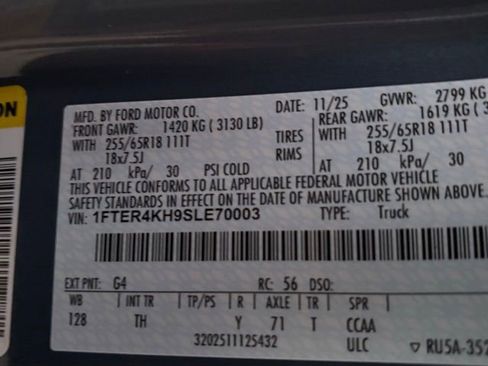 ON
MFD. BY FORD MOTOR CO. DATE: 11/25 GVWR: 2799 KG
FRONT GAWR: 1420 KG ( 3130 LB) REAR GAWR: 1619 KG ( 3
WITH 255/65R18 111T TIRES 255/65R18 111T
18x7.5J RIMS 18x7.5J
AT 210 kPa/ 30 PSI COLD AT 210 kPa/ 30
THIS VEHICLE CONFORMS TO ALL APPLICABLE FEDERAL MOTOR VEHICLE
SAFETY STANDARDS IN EFFECT ON THE DATE OF MANUFACTURE SHOWN
VIN: 1FTER4KH9SLE70003 TYPE: Truck
EXT PNT: G4 RC: 56 DSO:
WB INT TR TP/PS R AXLE TR SPR
128 TH Y 71 T CCAA
3202511125432 ULC ▽ RU5A-352